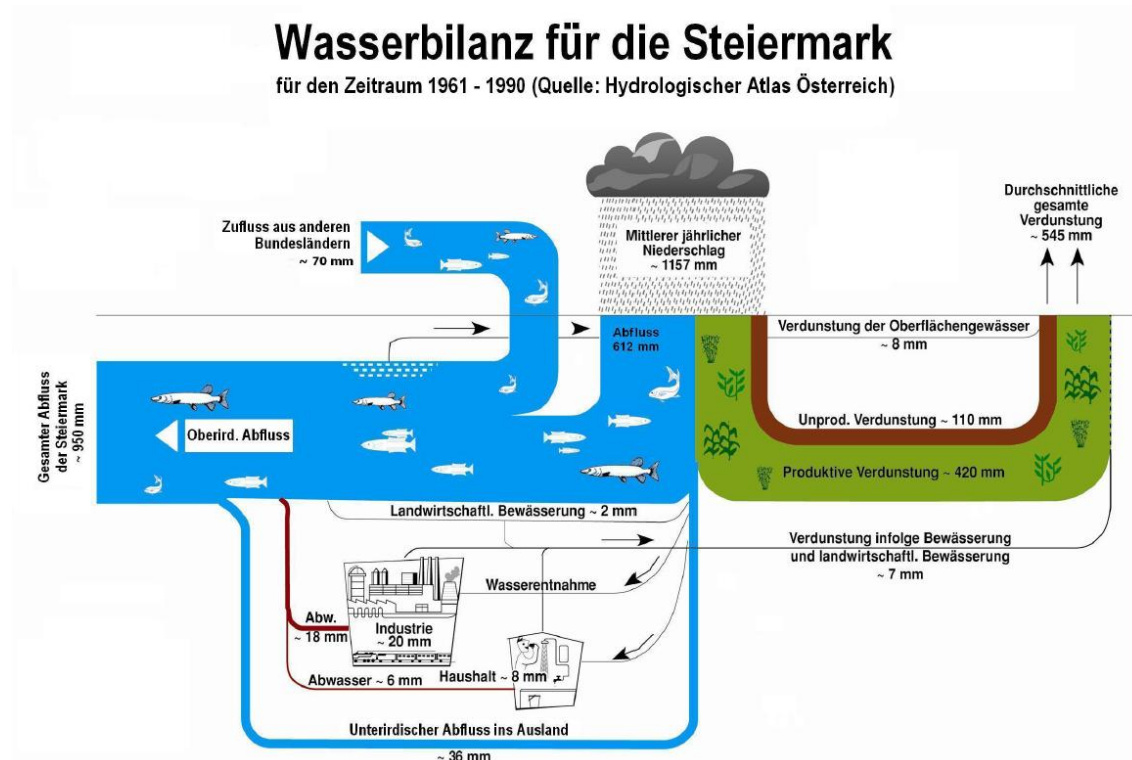 Wasserbilanz für die Steiermark
für den Zeitraum 1961 - 1990 (Quelle: Hydrologischer Atlas Österreich)
Durchschnittliche
gesamte
Verdunstung
~ 545 mm
Zufluss aus anderen
Bundesländern
~ 70 mm
Mittlerer jährlicher
Niederschlag
~ 1157 mm
Abfluss
612 mm
Verdunstung der Oberflächengewässer
~ 8 mm
Gesamter Abfluss
der Steiermark
~ 950 mm
Oberird. Abfluss
Unprod. Verdunstung ~ 110 mm
Produktive Verdunstung ~ 420 mm
Landwirtschaftl. Bewässerung ~ 2 mm
Verdunstung infolge Bewässerung
und landwirtschaftl. Bewässerung
~ 7 mm
Wasserentnahme
Abw.
~ 18 mm
Industrie
~ 20 mm
Abwasser ~ 6 mm
Haushalt ~ 8 mm
Unterirdischer Abfluss ins Ausland
~ 36 mm